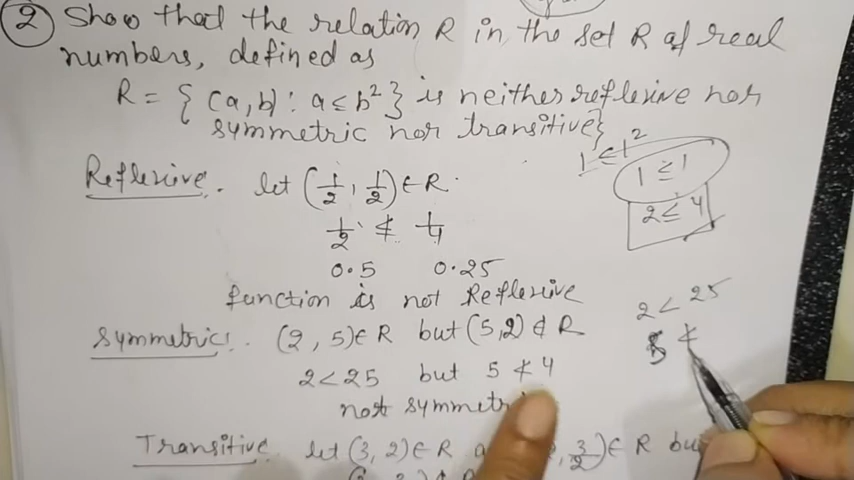 ② Show that the relation R in the set R of real
numbers, defined as
R = { (a, b) : a ≤ b² } is neither reflexive nor
symmetric nor transitive}
1 ≤ 1²
1 ≤ 1
2 ≤ 4
Reflexive. let (1/2, 1/2) ∈ R.
1/2 ≰ 1/4
0.5 0.25
function is not Reflexive
Symmetric. (2, 5) ∈ R but (5, 2) ∉ R
2 < 25 but 5 ≮ 4
not symmetri
2 < 25
5 ≮
Transitive. let (3, 2) ∈ R 3/2) ∈ R bu